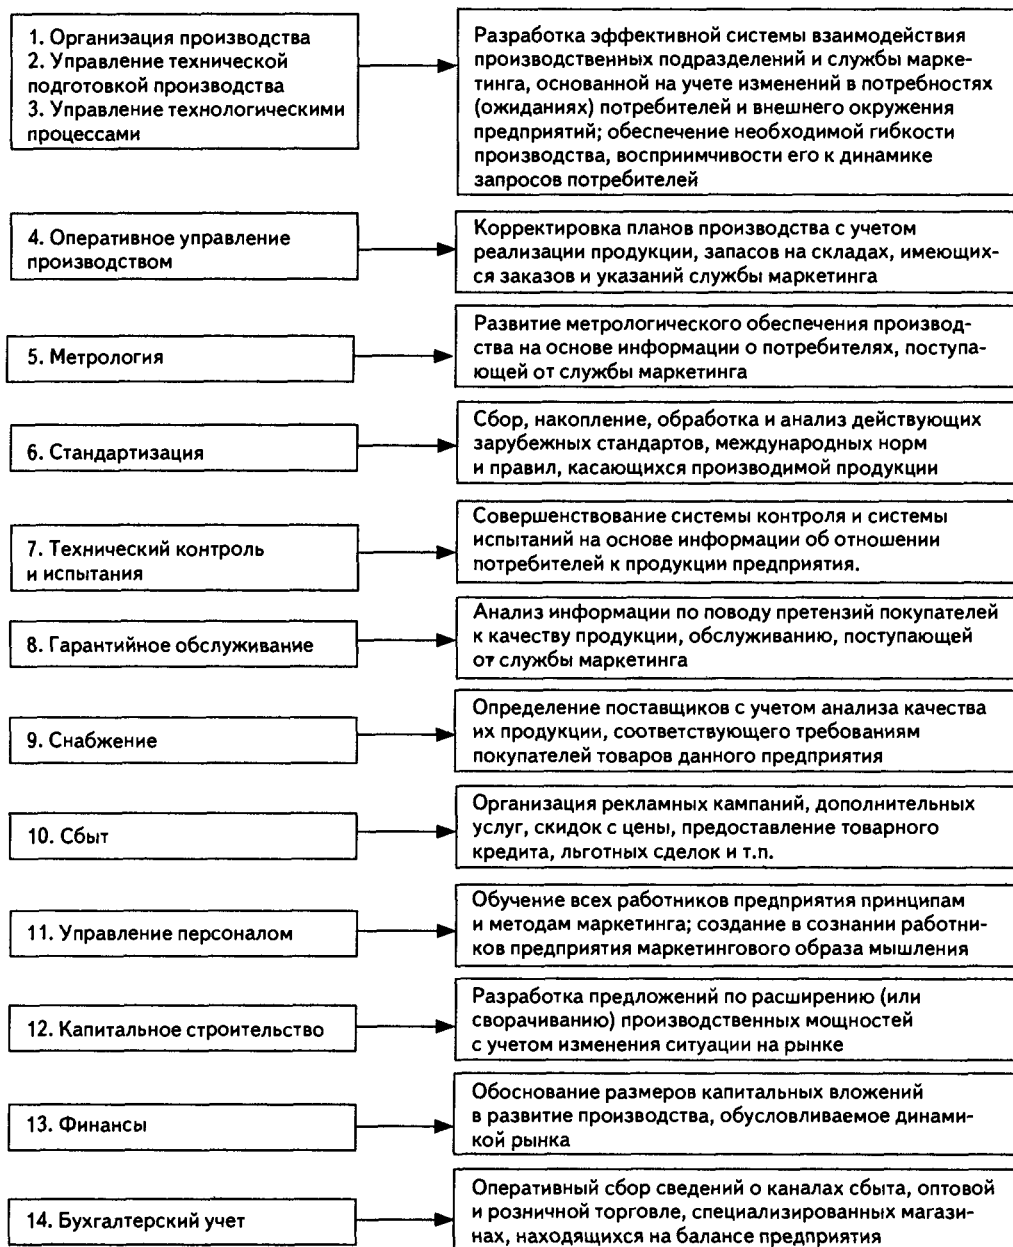 1. Организация производства
2. Управление технической
подготовкой производства
3. Управление технологическими
процессами
Разработка эффективной системы взаимодействия
производственных подразделений и службы марке-
тинга, основанной на учете изменений в потребностях
(ожиданиях) потребителей и внешнего окружения
предприятий; обеспечение необходимой гибкости
производства, восприимчивости его к динамике
запросов потребителей
4. Оперативное управление
производством
Корректировка планов производства с учетом
реализации продукции, запасов на складах, имеющих-
ся заказов и указаний службы маркетинга
5. Метрология
Развитие метрологического обеспечения производ-
ства на основе информации о потребителях, поступа-
ющей от службы маркетинга
6. Стандартизация
Сбор, накопление, обработка и анализ действующих
зарубежных стандартов, международных норм
и правил, касающихся производимой продукции
7. Технический контроль
и испытания
Совершенствование системы контроля и системы
испытаний на основе информации об отношении
потребителей к продукции предприятия.
8. Гарантийное обслуживание
Анализ информации по поводу претензий покупателей
к качеству продукции, обслуживанию, поступающей
от службы маркетинга
9. Снабжение
Определение поставщиков с учетом анализа качества
их продукции, соответствующего требованиям
покупателей товаров данного предприятия
10. Сбыт
Организация рекламных кампаний, дополнительных
услуг, скидок с цены, предоставление товарного
кредита, льготных сделок и т.п.
11. Управление персоналом
Обучение всех работников предприятия принципам
и методам маркетинга; создание в сознании работни-
ков предприятия маркетингового образа мышления
12. Капитальное строительство
Разработка предложений по расширению (или
сворачиванию) производственных мощностей
с учетом изменения ситуации на рынке
13. Финансы
Обоснование размеров капитальных вложений
в развитие производства, обусловливаемое динами-
кой рынка
14. Бухгалтерский учет
Оперативный сбор сведений о каналах сбыта, оптовой
и розничной торговле, специализированных магази-
нах, находящихся на балансе предприятия